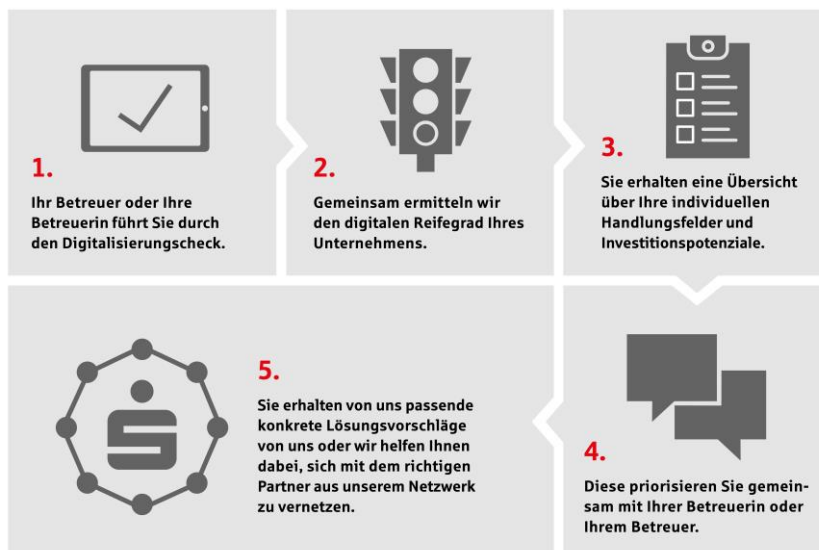 1.
Ihr Betreuer oder Ihre
Betreuerin führt Sie durch
den Digitalisierungscheck.
2.
Gemeinsam ermitteln wir
den digitalen Reifegrad Ihres
Unternehmens.
3.
Sie erhalten eine Übersicht
über Ihre individuellen
Handlungsfelder und
Investitionspotenziale.
4.
Diese priorisieren Sie gemein-
sam mit Ihrer Betreuerin oder
Ihrem Betreuer.
5.
Sie erhalten von uns passende
konkrete Lösungsvorschläge
von uns oder wir helfen Ihnen
dabei, sich mit dem richtigen
Partner aus unserem Netzwerk
zu vernetzen.